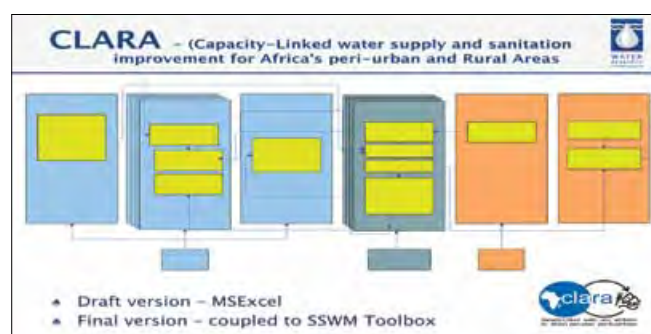 CLARA – (Capacity-Linked water supply and sanitation
improvement for Africa's peri-urban and Rural Areas
WATER
Draft version – MSExcel
Final version – coupled to SSWM Toolbox
clara